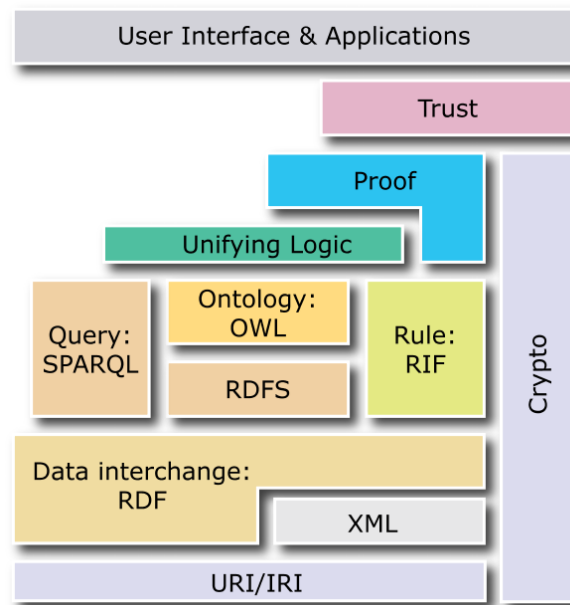 User Interface & Applications
Trust
Proof
Unifying Logic
Query:
SPARQL
Ontology:
OWL
RDFS
Rule:
RIF
Crypto
Data interchange:
RDF
XML
URI/IRI